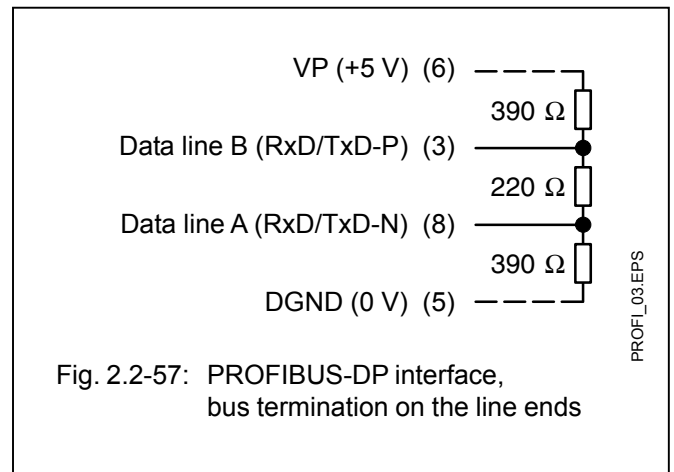 VP (+5 V) (6)
390 Ω
Data line B (RxD/TxD-P) (3)
220 Ω
Data line A (RxD/TxD-N) (8)
390 Ω
DGND (0 V) (5)
PROFI_03.EPS
Fig. 2.2-57: PROFIBUS-DP interface,
bus termination on the line ends